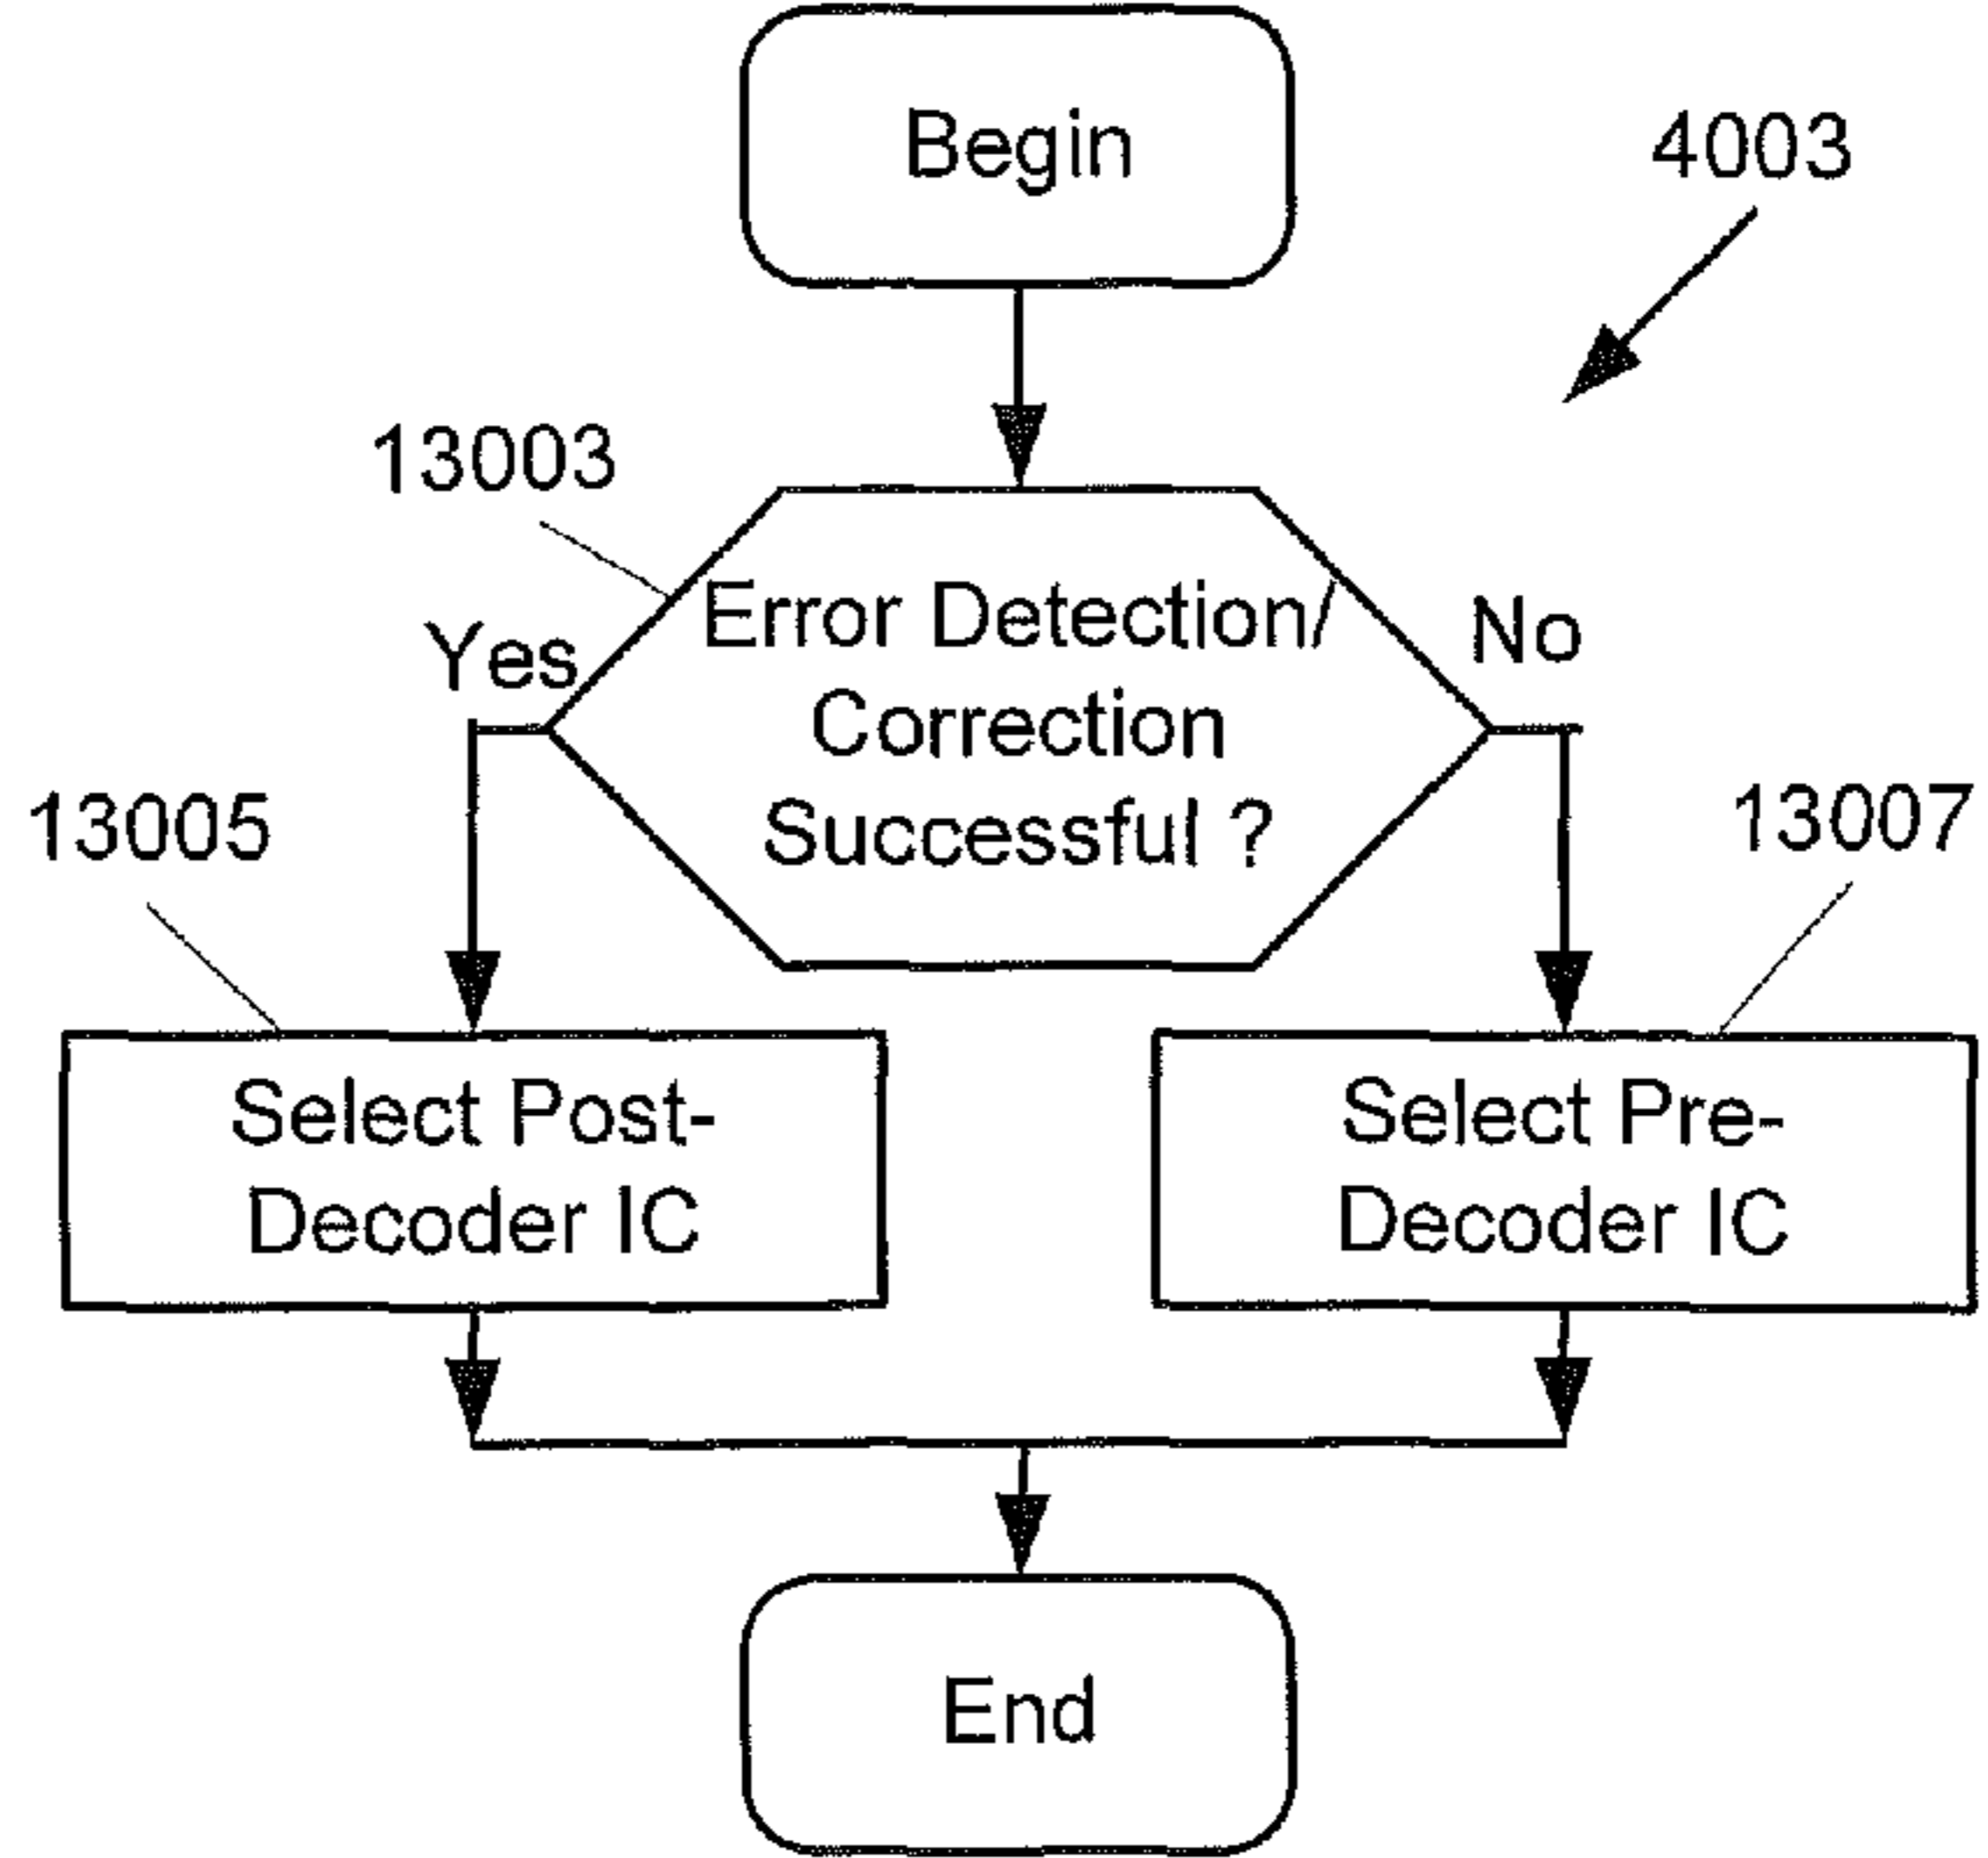 Begin
4003
13003
Error Detection/
Correction
Successful ?
Yes
No
13005
13007
Select Post-
Decoder IC
Select Pre-
Decoder IC
End